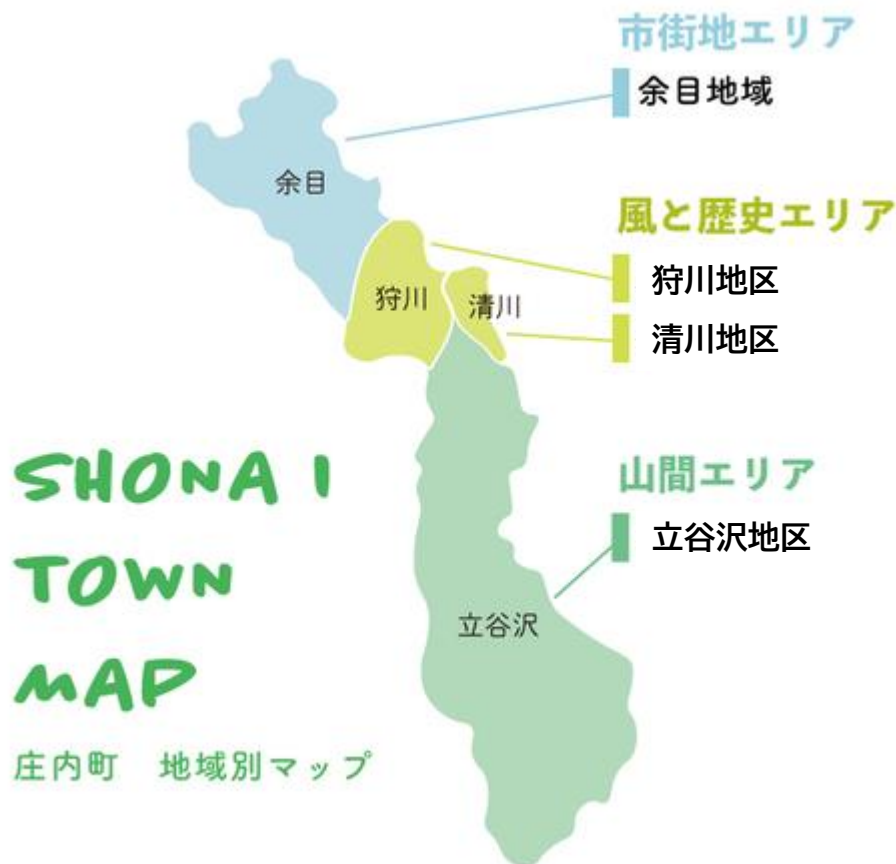 市街地エリア
余目地域
余目
風と歴史エリア
狩川地区
狩川
清川
清川地区
SHONAI
TOWN
MAP
庄内町 地域別マップ
山間エリア
立谷沢地区
立谷沢